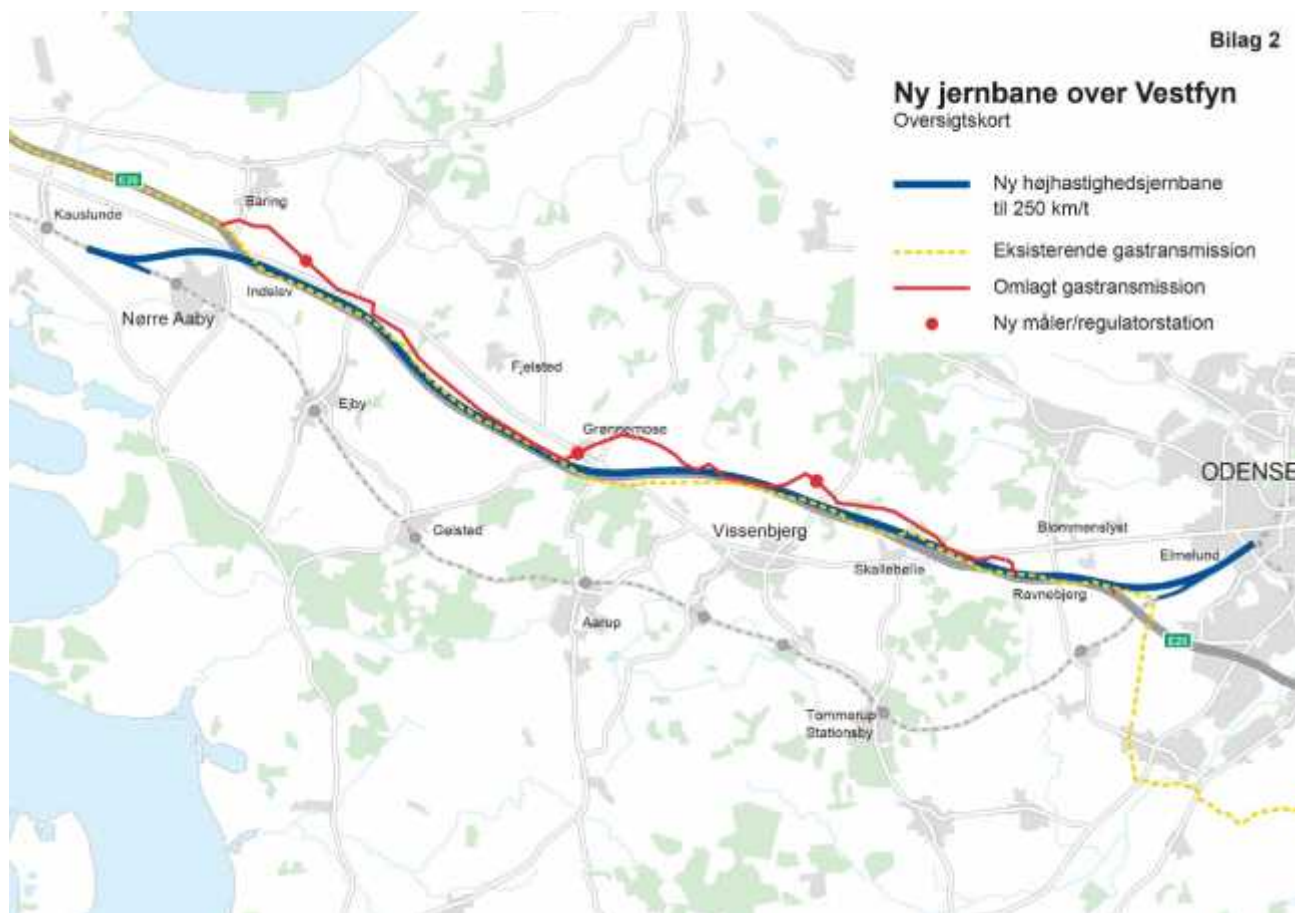 Bilag 2
Ny jernbane over Vestfyn
Oversigtskort
Ny højhastighedsjernbane
til 250 km/t
Eksisterende gastransmission
Omlagt gastransmission
Ny måler/regulatorstation
E20
Båring
Kauslunde
Indslev
Nørre Aaby
Fjelsted
Ejby
Grønnemose
ODENSE
Gelsted
Vissenbjerg
Blommenslyst
Skallebølle
Elmelund
Ravnebjerg
Aarup
E20
Tommerup
Stationsby